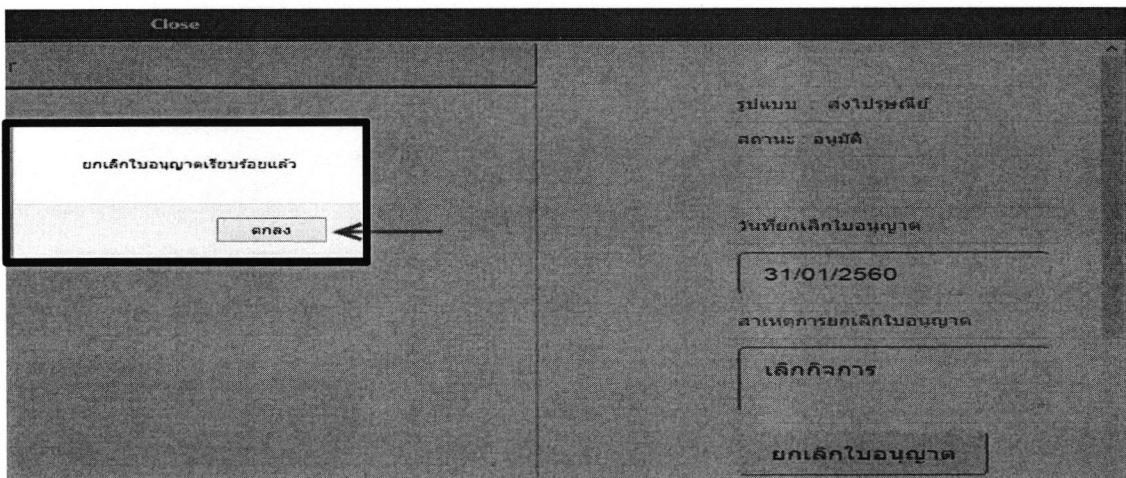 Close
r
ยกเลิกใบอนุญาตเรียบร้อยแล้ว
ตกลง
รูปแบบ : ส่งไปรษณีย์
สถานะ : อนุมัติ
วันที่ยกเลิกใบอนุญาต
31/01/2560
สาเหตุการยกเลิกใบอนุญาต
เลิกกิจการ
ยกเลิกใบอนุญาต